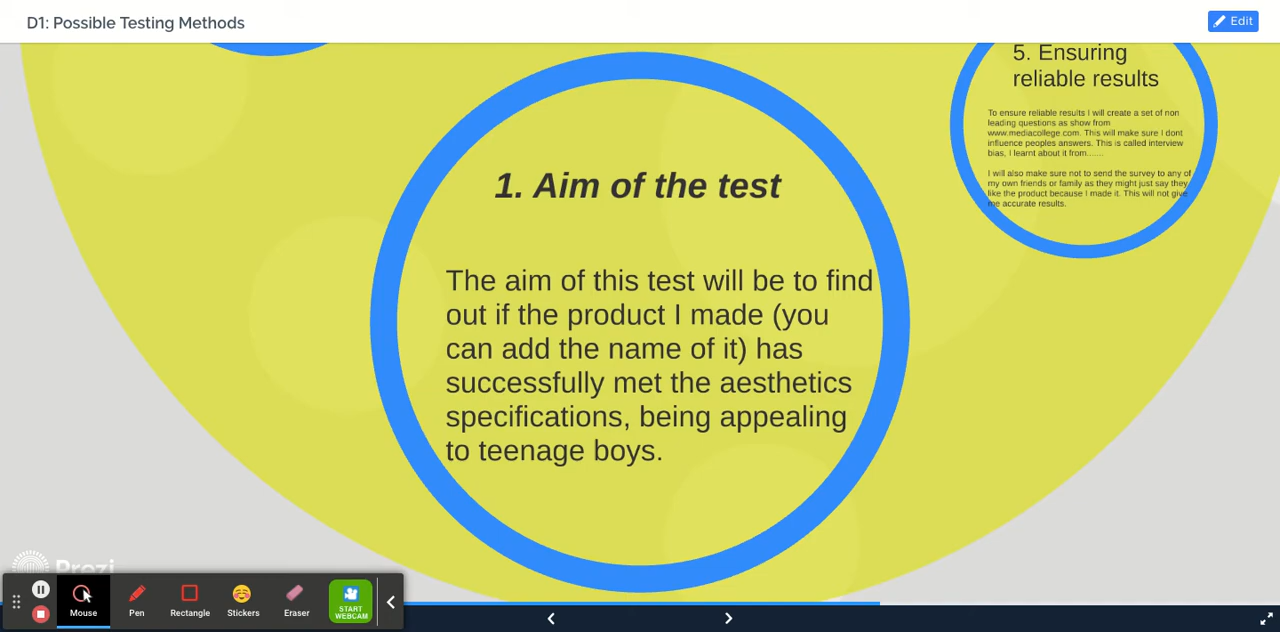 D1: Possible Testing Methods
Edit
5. Ensuring
reliable results
To ensure reliable results I will create a set of non
leading questions as show from
www.mediacollege.com. This will make sure I dont
influence peoples answers. This is called interview
bias, I learnt about it from......
I will also make sure not to send the survey to any of
my own friends or family as they might just say they
like the product because I made it. This will not give
me accurate results.
1. Aim of the test
The aim of this test will be to find
out if the product I made (you
can add the name of it) has
successfully met the aesthetics
specifications, being appealing
to teenage boys.
Prezi
Mouse
Pen
Rectangle
Stickers
Eraser
START
WEBCAM